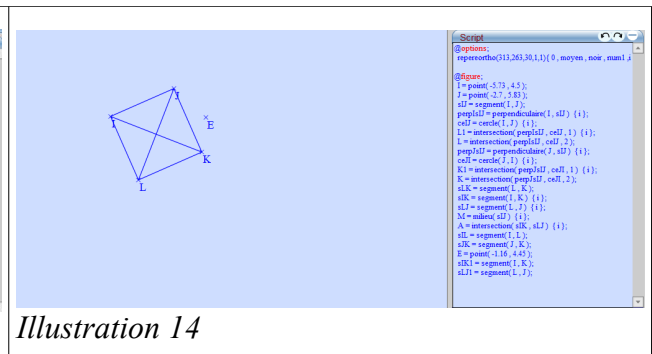 Script
@options;
repereortho(313,263,30,1,1){ 0 , moyen , noir , num1 ,i
@figure;
I = point( -5.73 , 4.5 );
J = point( -2.7 , 5.83 );
sIJ = segment( I , J );
perpIsIJ = perpendiculaire( I , sIJ ) { i };
ceIJ = cercle( I , J ) { i };
L1 = intersection( perpIsIJ , ceIJ , 1 ) { i };
L = intersection( perpIsIJ , ceIJ , 2 );
perpJsIJ = perpendiculaire( J , sIJ ) { i };
ceJI = cercle( J , I ) { i };
K1 = intersection( perpJsIJ , ceJI , 1 ) { i };
K = intersection( perpJsIJ , ceJI , 2 );
sLK = segment( L , K );
sIK = segment( I , K ) { i };
sLJ = segment( L , J ) { i };
M = milieu( sIJ ) { i };
A = intersection( sIK , sLJ ) { i };
sIL = segment( I , L );
sJK = segment( J , K );
E = point( -1.16 , 4.45 );
sIK1 = segment( I , K );
sLJ1 = segment( L , J );
J
I
E
K
L
Illustration 14